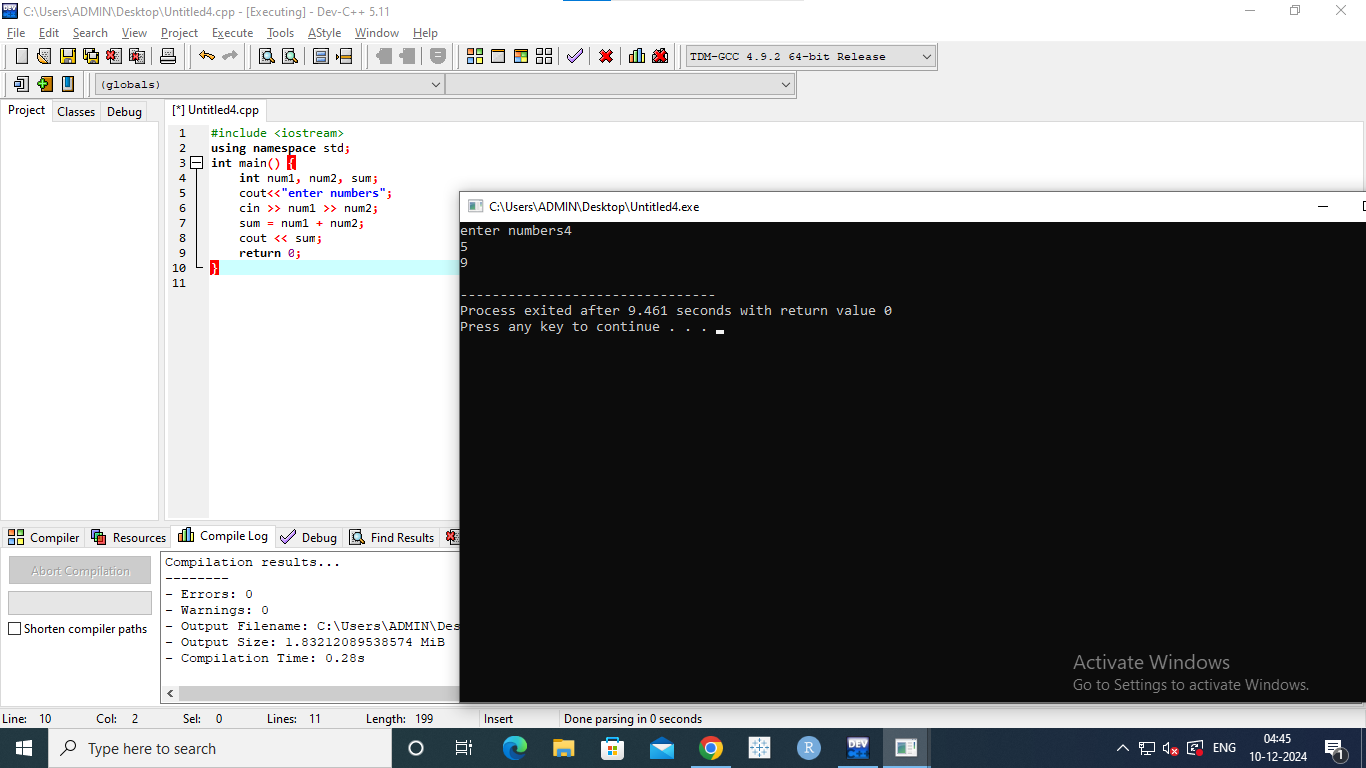 C:\Users\ADMIN\Desktop\Untitled4.cpp - [Executing] - Dev-C++ 5.11
File Edit Search View Project Execute Tools AStyle Window Help
TDM-GCC 4.9.2 64-bit Release
(globals)
Project Classes Debug
[*] Untitled4.cpp
1 #include <iostream>
2 using namespace std;
3 int main() {
4 int num1, num2, sum;
5 cout<<"enter numbers";
6 cin >> num1 >> num2;
7 sum = num1 + num2;
8 cout << sum;
9 return 0;
10 }
11
C:\Users\ADMIN\Desktop\Untitled4.exe
enter numbers4
5
9
--------------------------------
Process exited after 9.461 seconds with return value 0
Press any key to continue . . .
Compiler Resources Compile Log Debug Find Results
Abort Compilation
Shorten compiler paths
Compilation results...
--------
- Errors: 0
- Warnings: 0
- Output Filename: C:\Users\ADMIN\Des
- Output Size: 1.83212089538574 MiB
- Compilation Time: 0.28s
Activate Windows
Go to Settings to activate Windows.
Line: 10 Col: 2 Sel: 0 Lines: 11 Length: 199 Insert Done parsing in 0 seconds
Type here to search
DEV
R
ENG
04:45
10-12-2024
1